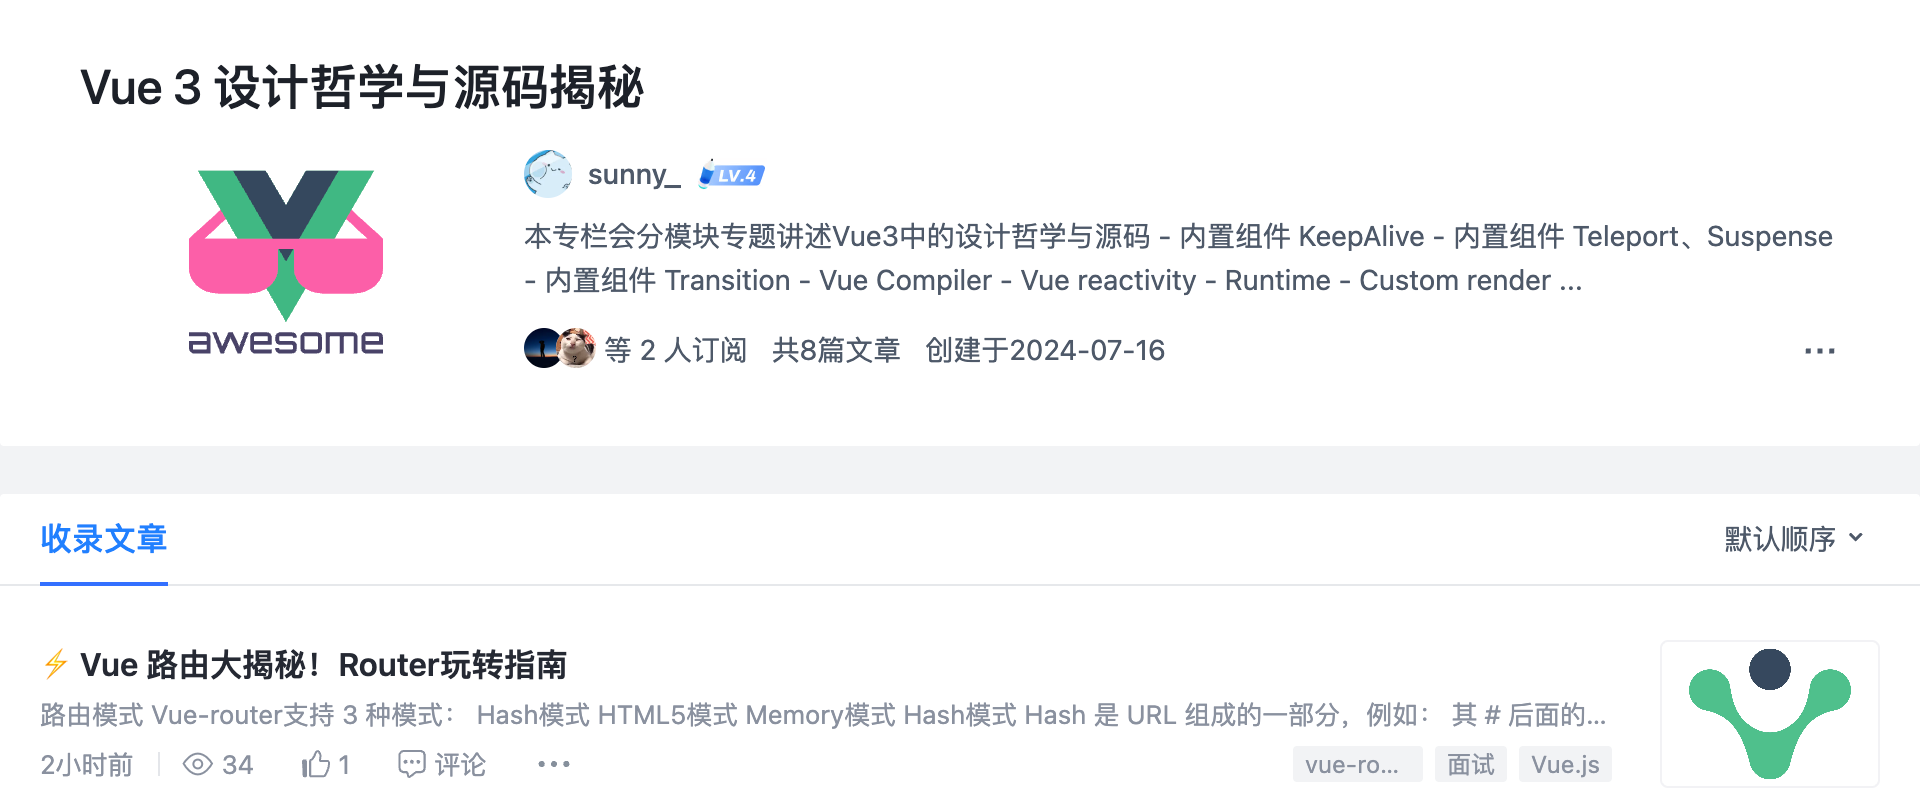 Vue 3 设计哲学与源码揭秘
awesome
sunny_ LV.4
本专栏会分模块专题讲述Vue3中的设计哲学与源码 - 内置组件 KeepAlive - 内置组件 Teleport、Suspense
- 内置组件 Transition - Vue Compiler - Vue reactivity - Runtime - Custom render ...
等 2 人订阅 共8篇文章 创建于2024-07-16
收录文章 默认顺序
⚡ Vue 路由大揭秘！Router玩转指南
路由模式 Vue-router支持 3 种模式： Hash模式 HTML5模式 Memory模式 Hash模式 Hash 是 URL 组成的一部分，例如： 其 # 后面的...
2小时前 34 1 评论 vue-ro... 面试 Vue.js